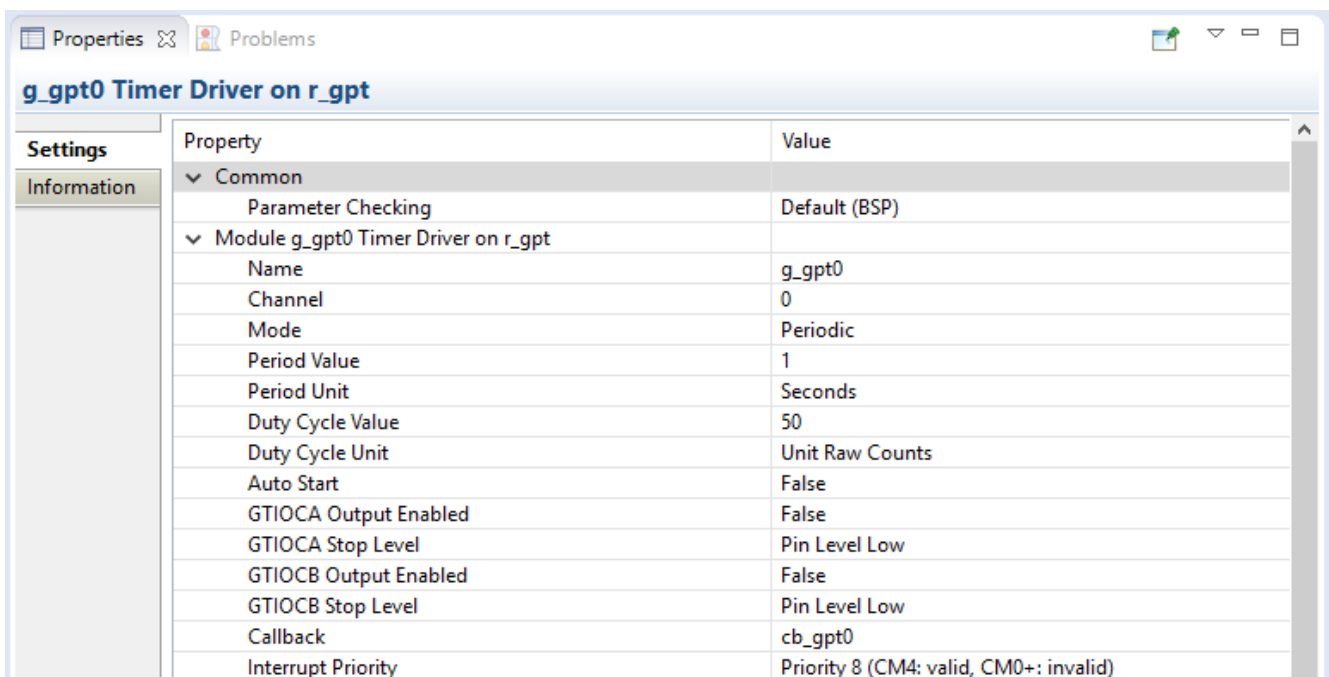 Properties Problems
g_gpt0 Timer Driver on r_gpt
Settings
Information
Property Value
Common
Parameter Checking Default (BSP)
Module g_gpt0 Timer Driver on r_gpt
Name g_gpt0
Channel 0
Mode Periodic
Period Value 1
Period Unit Seconds
Duty Cycle Value 50
Duty Cycle Unit Unit Raw Counts
Auto Start False
GTIOCA Output Enabled False
GTIOCA Stop Level Pin Level Low
GTIOCB Output Enabled False
GTIOCB Stop Level Pin Level Low
Callback cb_gpt0
Interrupt Priority Priority 8 (CM4: valid, CM0+: invalid)